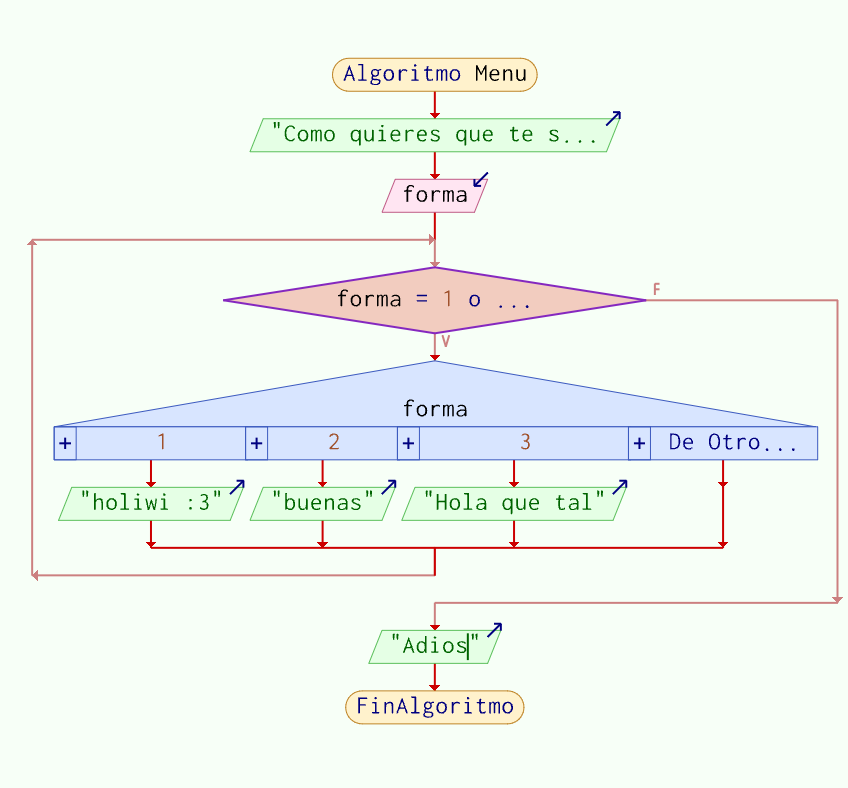 Algoritmo Menu
"Como quieres que te s...
forma
forma = 1 o ...
F
V
forma
+ 1 + 2 + 3 + De Otro...
"holiwi :3" "buenas" "Hola que tal"
"Adios"
FinAlgoritmo